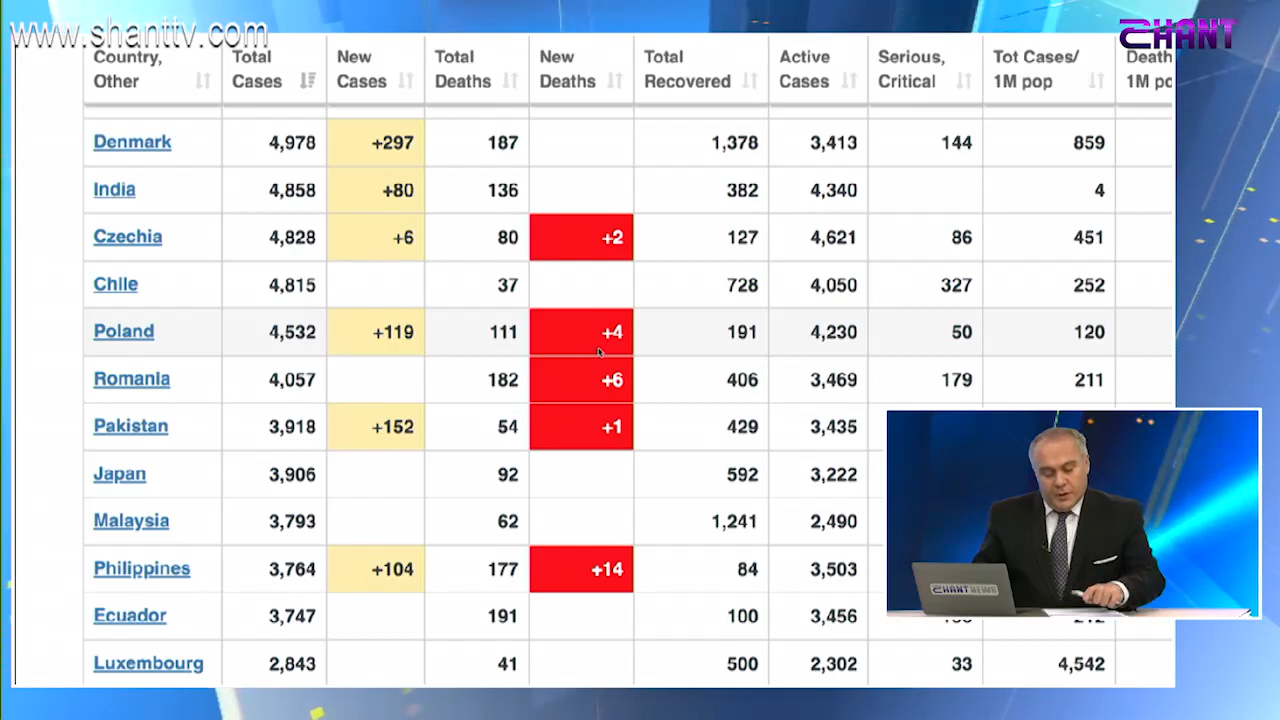 www.shanttv.com
SHANT
Country, Other Total Cases New Cases Total Deaths New Deaths Total Recovered Active Cases Serious, Critical Tot Cases/ 1M pop Death 1M po
Denmark 4,978 +297 187 1,378 3,413 144 859
India 4,858 +80 136 382 4,340 4
Czechia 4,828 +6 80 +2 127 4,621 86 451
Chile 4,815 37 728 4,050 327 252
Poland 4,532 +119 111 +4 191 4,230 50 120
Romania 4,057 182 +6 406 3,469 179 211
Pakistan 3,918 +152 54 +1 429 3,435
Japan 3,906 92 592 3,222
Malaysia 3,793 62 1,241 2,490
Philippines 3,764 +104 177 +14 84 3,503
Ecuador 3,747 191 100 3,456
Luxembourg 2,843 41 500 2,302 33 4,542
SHANT NEWS